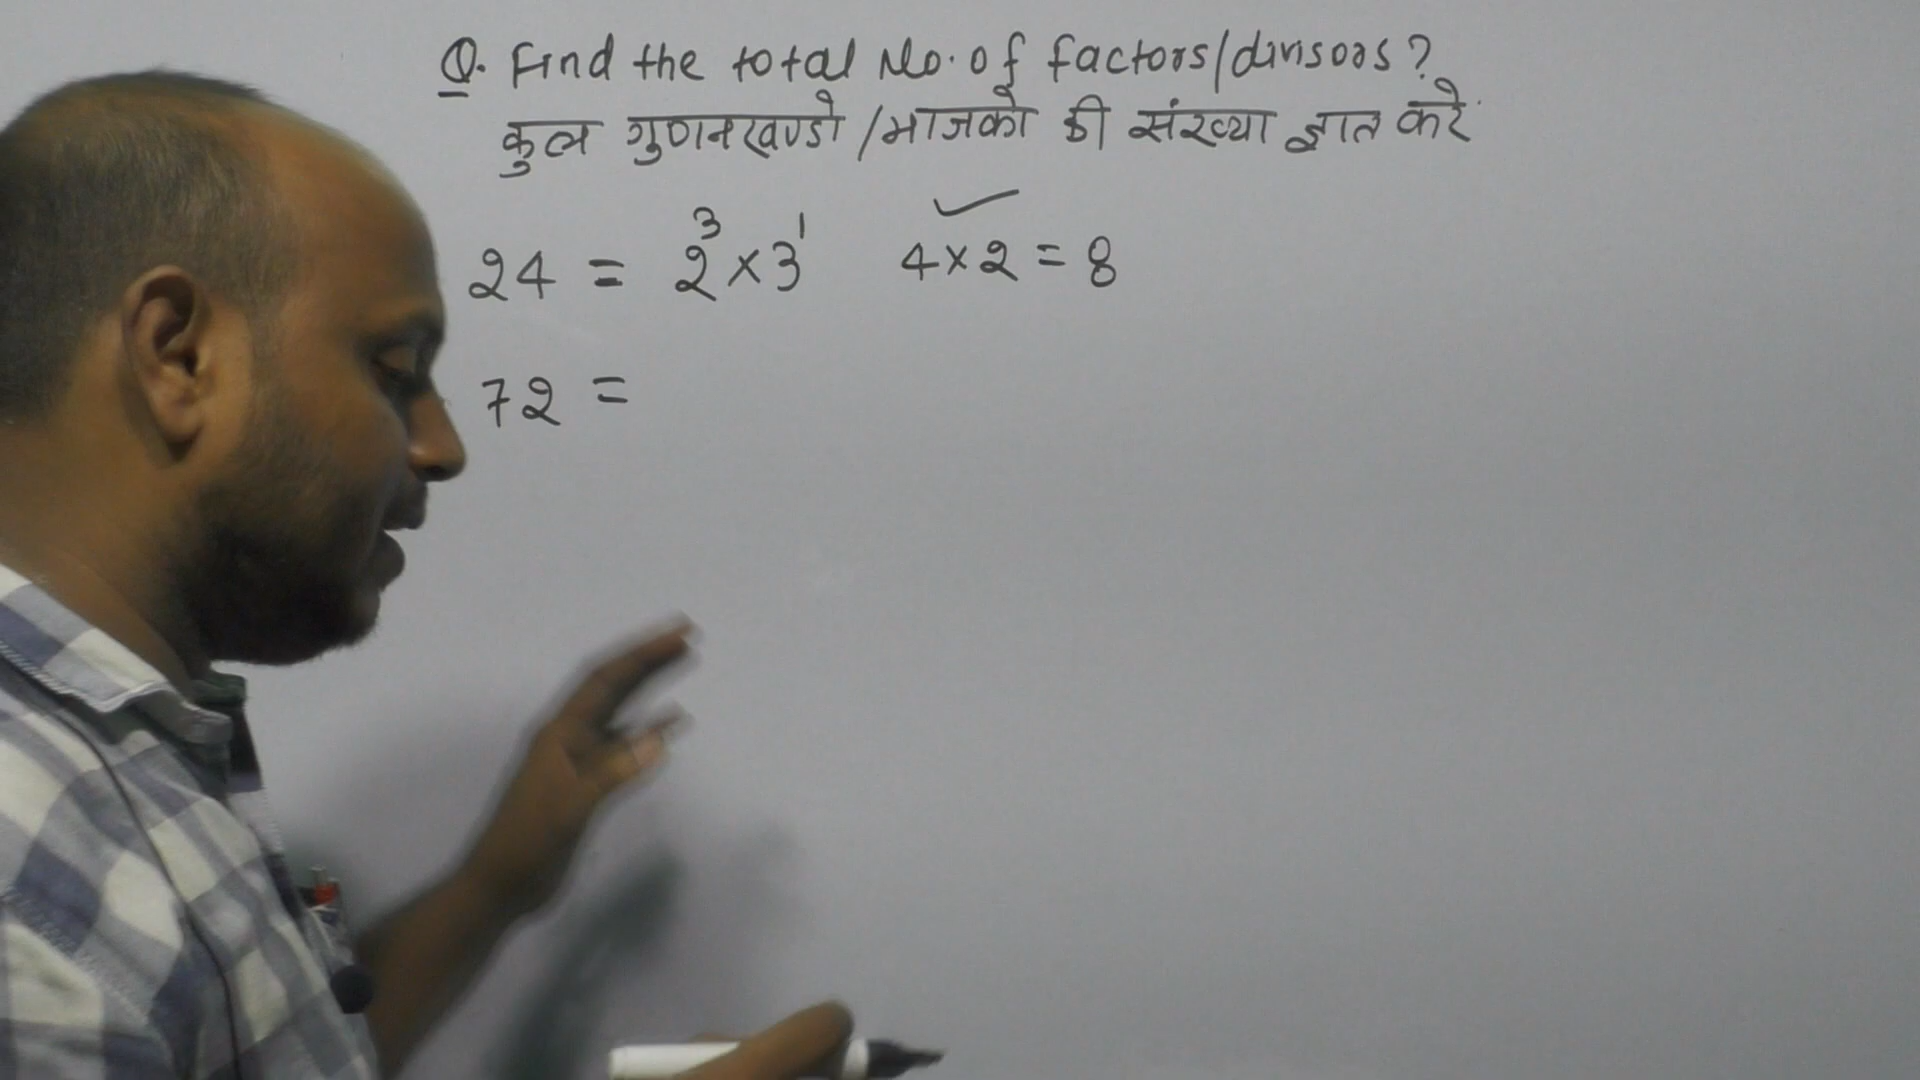 Q. Find the total No. of factors/divisors?
कुल गुणनखण्डो /भाजको की संख्या ज्ञात करे
24 = 2³ × 3¹ 4×2 = 8
72 =